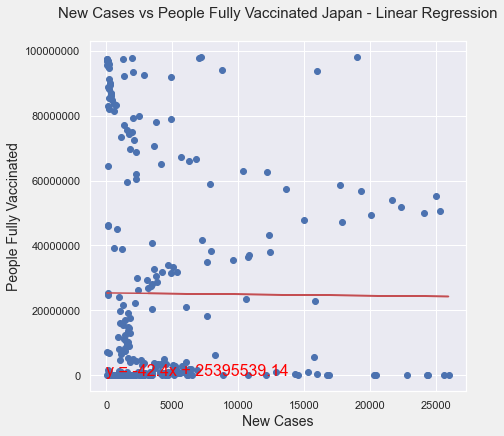 New Cases vs People Fully Vaccinated Japan - Linear Regression
100000000
80000000
60000000
40000000
20000000
0
People Fully Vaccinated
y = -42.4x + 25395539.14
0 5000 10000 15000 20000 25000
New Cases